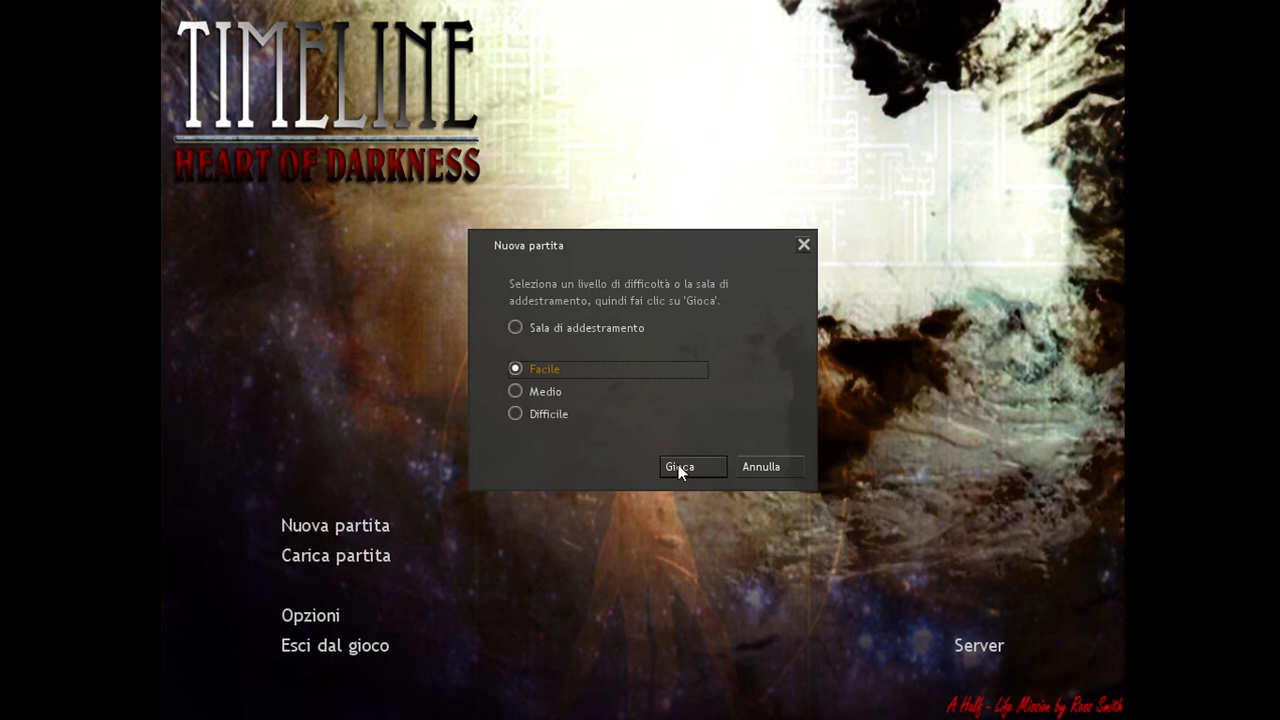 TIMELINE
HEART OF DARKNESS
Nuova partita
Seleziona un livello di difficoltà o la sala di
addestramento, quindi fai clic su 'Gioca'.
Sala di addestramento
Facile
Medio
Difficile
Gioca
Annulla
Nuova partita
Carica partita
Opzioni
Esci dal gioco
Server
A Half - Life Mission by Ross Smith